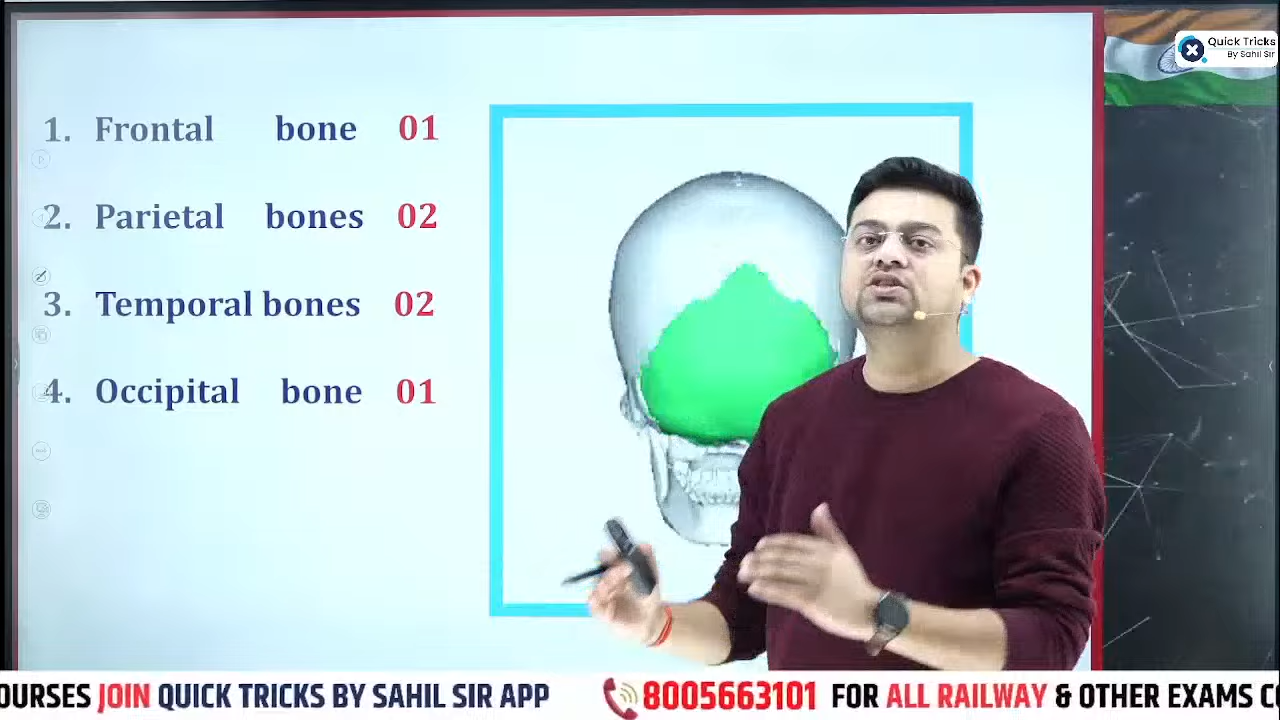 Quick Tricks
By Sahil Sir
1. Frontal bone 01
2. Parietal bones 02
3. Temporal bones 02
4. Occipital bone 01
OURSES JOIN QUICK TRICKS BY SAHIL SIR APP 8005663101 FOR ALL RAILWAY & OTHER EXAMS C